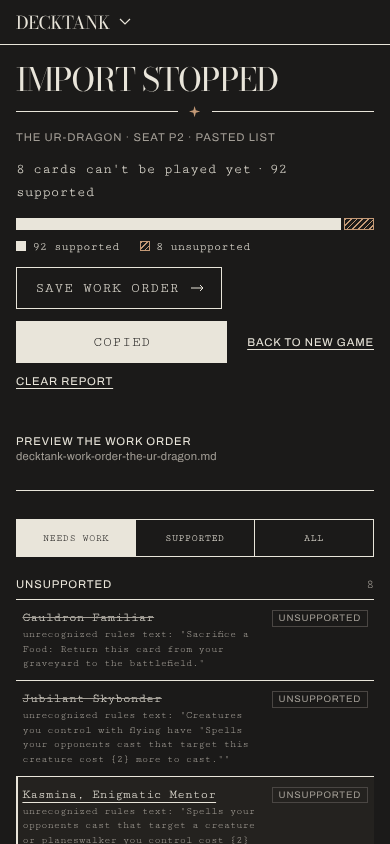 DECKTANK
IMPORT STOPPED
THE UR-DRAGON · SEAT P2 · PASTED LIST
8 cards can't be played yet · 92
supported
92 supported 8 unsupported
SAVE WORK ORDER →
COPIED
BACK TO NEW GAME
CLEAR REPORT
PREVIEW THE WORK ORDER
decktank-work-order-the-ur-dragon.md
NEEDS WORK SUPPORTED ALL
UNSUPPORTED 8
Cauldron Familiar UNSUPPORTED
unrecognized rules text: "Sacrifice a
Food: Return this card from your
graveyard to the battlefield."
Jubilant Skybonder UNSUPPORTED
unrecognized rules text: "Creatures
you control with flying have "Spells
your opponents cast that target this
creature cost {2} more to cast.""
Kasmina, Enigmatic Mentor UNSUPPORTED
unrecognized rules text: "Spells your
opponents cast that target a creature
or planeswalker you control cost {2}